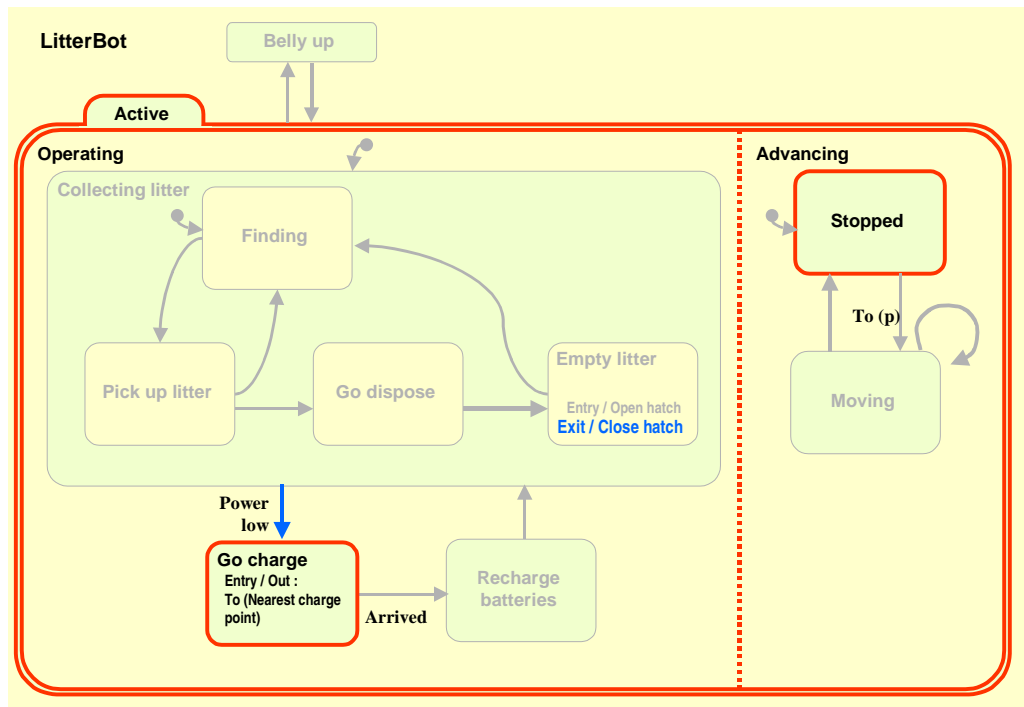 LitterBot
Belly up
Active
Operating
Advancing
Collecting litter
Finding
Stopped
To (p)
Pick up litter
Go dispose
Empty litter
Entry / Open hatch
Exit / Close hatch
Moving
Power
low
Go charge
Entry / Out :
To (Nearest charge
point)
Arrived
Recharge
batteries